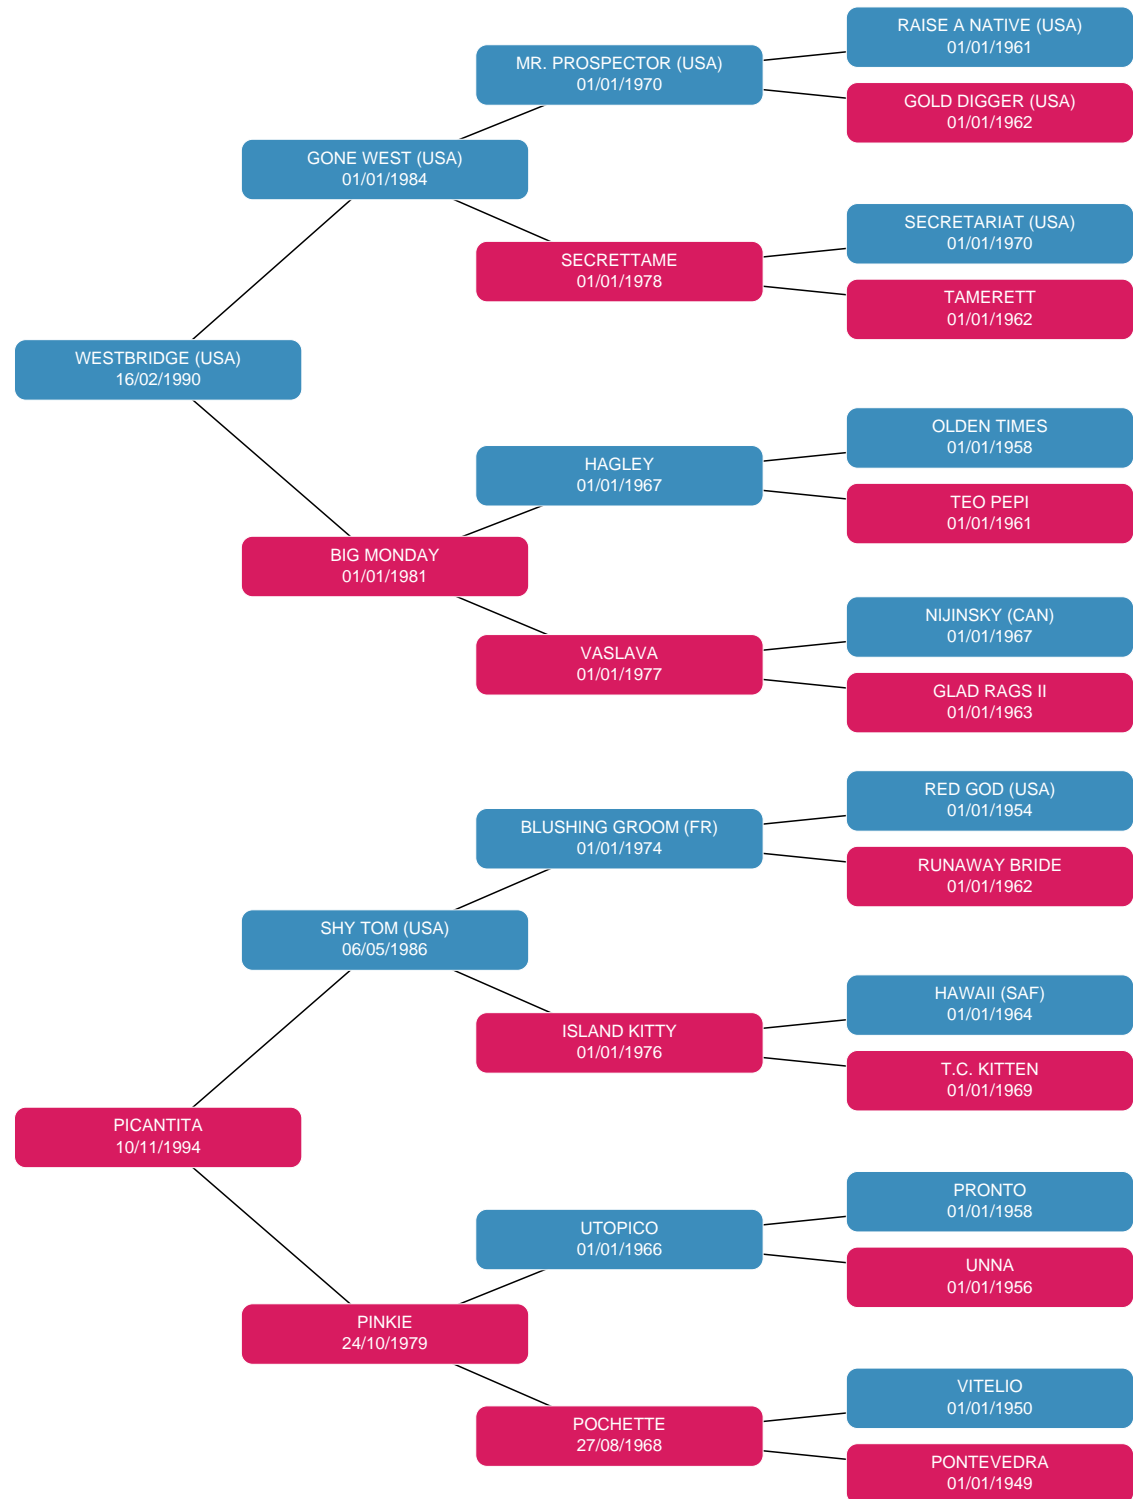 RAISE A NATIVE (USA)
01/01/1961
MR. PROSPECTOR (USA)
01/01/1970
GOLD DIGGER (USA)
01/01/1962
GONE WEST (USA)
01/01/1984
SECRETARIAT (USA)
01/01/1970
SECRETTAME
01/01/1978
TAMERETT
01/01/1962
WESTBRIDGE (USA)
16/02/1990
OLDEN TIMES
01/01/1958
HAGLEY
01/01/1967
TEO PEPI
01/01/1961
BIG MONDAY
01/01/1981
NIJINSKY (CAN)
01/01/1967
VASLAVA
01/01/1977
GLAD RAGS II
01/01/1963
RED GOD (USA)
01/01/1954
BLUSHING GROOM (FR)
01/01/1974
RUNAWAY BRIDE
01/01/1962
SHY TOM (USA)
06/05/1986
HAWAII (SAF)
01/01/1964
ISLAND KITTY
01/01/1976
T.C. KITTEN
01/01/1969
PICANTITA
10/11/1994
PRONTO
01/01/1958
UTOPICO
01/01/1966
UNNA
01/01/1956
PINKIE
24/10/1979
VITELIO
01/01/1950
POCHETTE
27/08/1968
PONTEVEDRA
01/01/1949